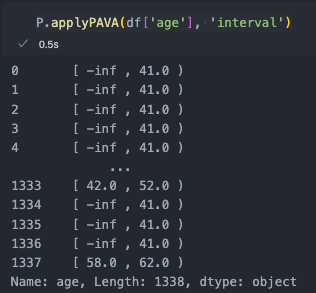 P.applyPAVA(df['age'], 'interval')
✓ 0.5s
0 [ -inf , 41.0 )
1 [ -inf , 41.0 )
2 [ -inf , 41.0 )
3 [ -inf , 41.0 )
4 [ -inf , 41.0 )
...
1333 [ 42.0 , 52.0 )
1334 [ -inf , 41.0 )
1335 [ -inf , 41.0 )
1336 [ -inf , 41.0 )
1337 [ 58.0 , 62.0 )
Name: age, Length: 1338, dtype: object